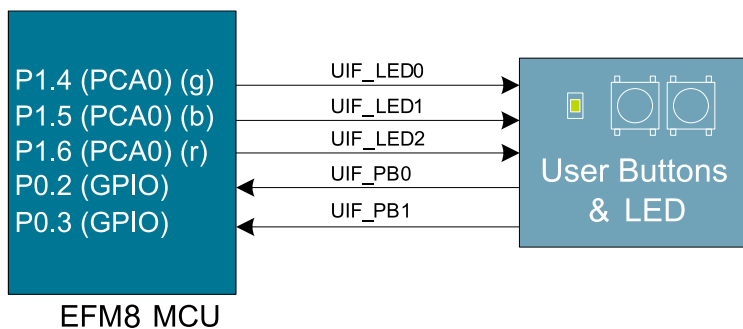 P1.4 (PCA0) (g)
P1.5 (PCA0) (b)
P1.6 (PCA0) (r)
P0.2 (GPIO)
P0.3 (GPIO)
UIF_LED0
UIF_LED1
UIF_LED2
UIF_PB0
UIF_PB1
User Buttons
& LED
EFM8 MCU